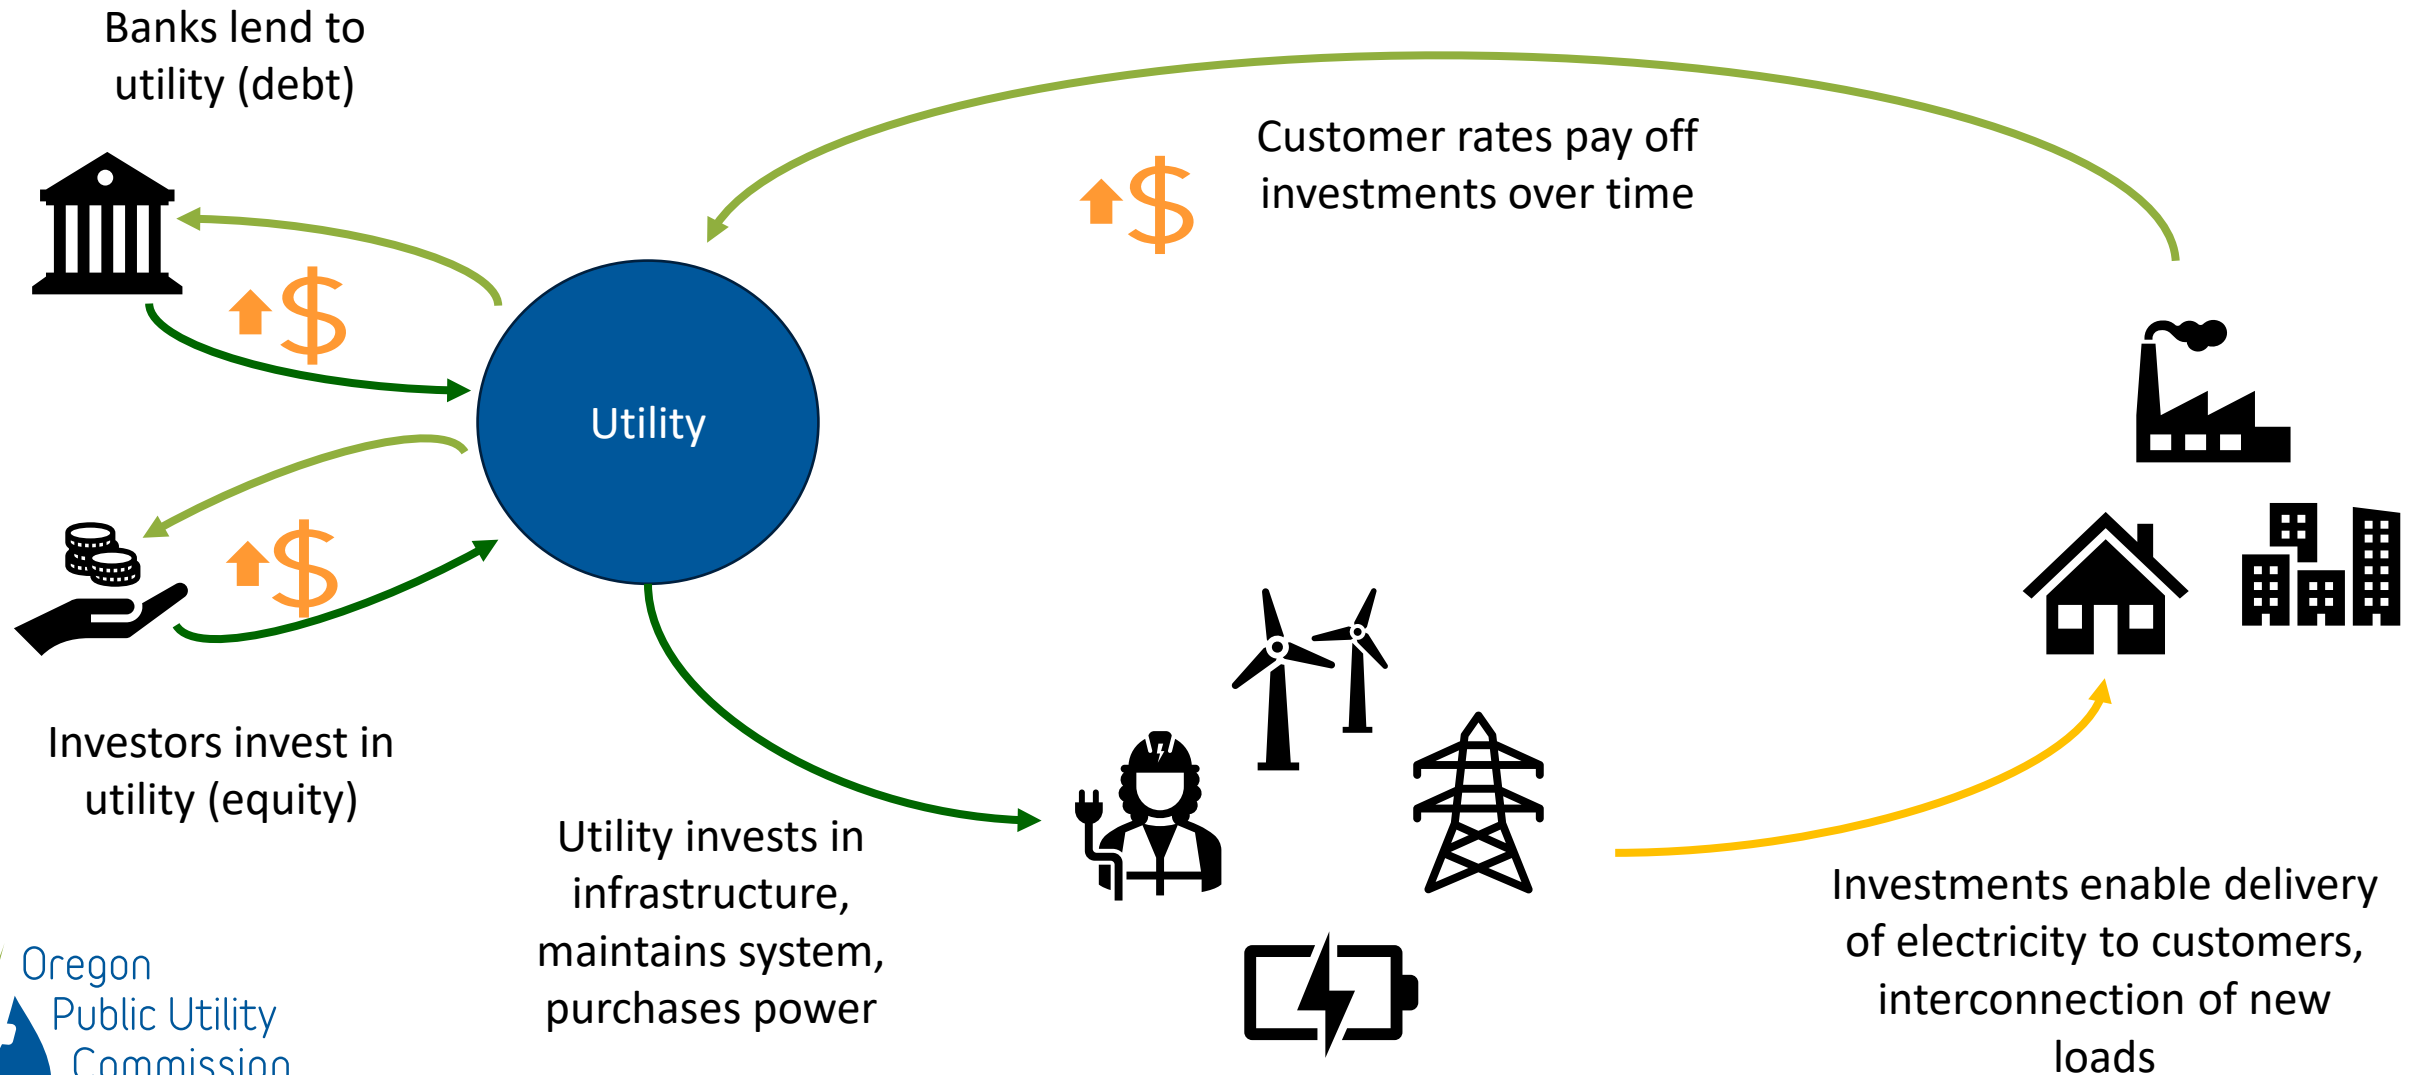 Banks lend to
utility (debt)
Customer rates pay off
investments over time
$
$
Utility
$
Investors invest in
utility (equity)
Utility invests in
infrastructure,
maintains system,
purchases power
Investments enable delivery
of electricity to customers,
interconnection of new
loads
Oregon
Public Utility
Commission